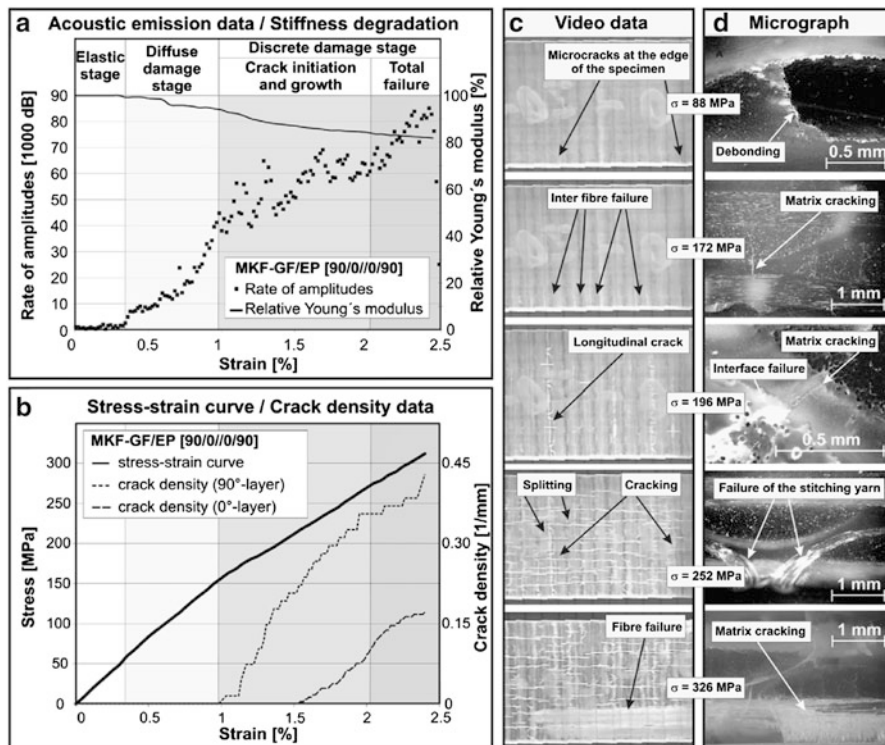 a Acoustic emission data / Stiffness degradation
Elastic stage
Diffuse damage stage
Discrete damage stage
Crack initiation and growth
Total failure
Rate of amplitudes [1000 dB]
90
80
70
60
50
40
30
20
10
0
Relative Young´s modulus [%]
100
80
60
40
20
0
MKF-GF/EP [90/0//0/90]
Rate of amplitudes
Relative Young´s modulus
0 0.5 1 1.5 2 2.5
Strain [%]
b Stress-strain curve / Crack density data
MKF-GF/EP [90/0//0/90]
stress-strain curve
crack density (90°-layer)
crack density (0°-layer)
Stress [MPa]
300
250
200
150
100
50
0
Crack density [1/mm]
0.45
0.30
0.15
0
0 0.5 1 1.5 2 2.5
Strain [%]
c Video data
Microcracks at the edge
of the specimen
Inter fibre failure
Longitudinal crack
Splitting
Cracking
Fibre failure
σ = 88 MPa
σ = 172 MPa
σ = 196 MPa
σ = 252 MPa
σ = 326 MPa
d Micrograph
Debonding
0.5 mm
Matrix cracking
1 mm
Matrix cracking
Interface failure
0.5 mm
Failure of the stitching yarn
1 mm
1 mm
Matrix cracking